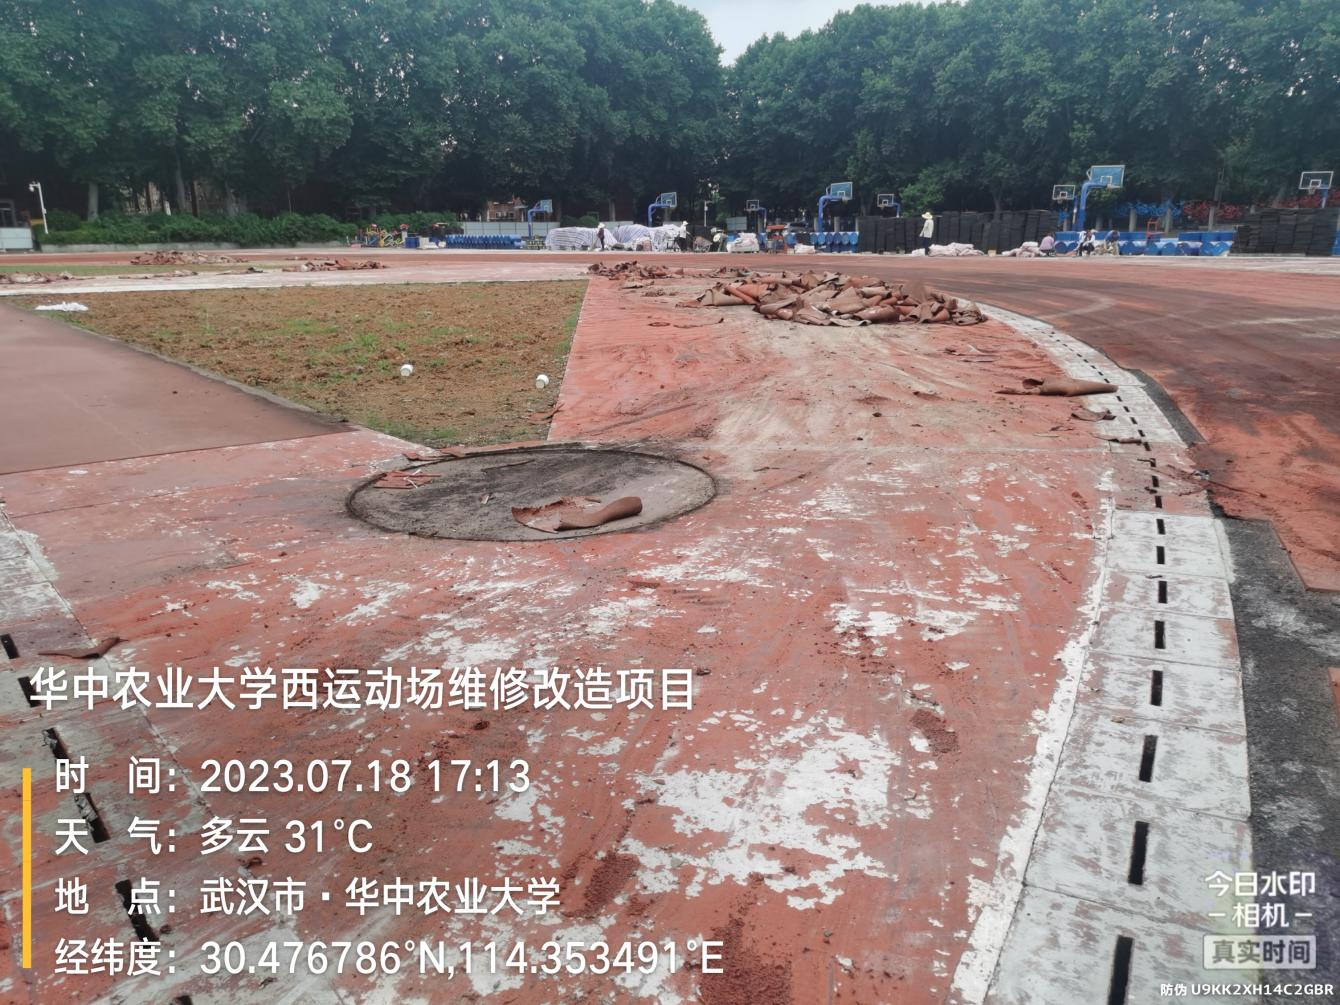 华中农业大学西运动场维修改造项目
时 间：2023.07.18 17:13
天 气：多云 31°C
地 点：武汉市·华中农业大学
经纬度：30.476786°N,114.353491°E
今日水印
相机
真实时间
防伪 U9KK2XH14C2GBR